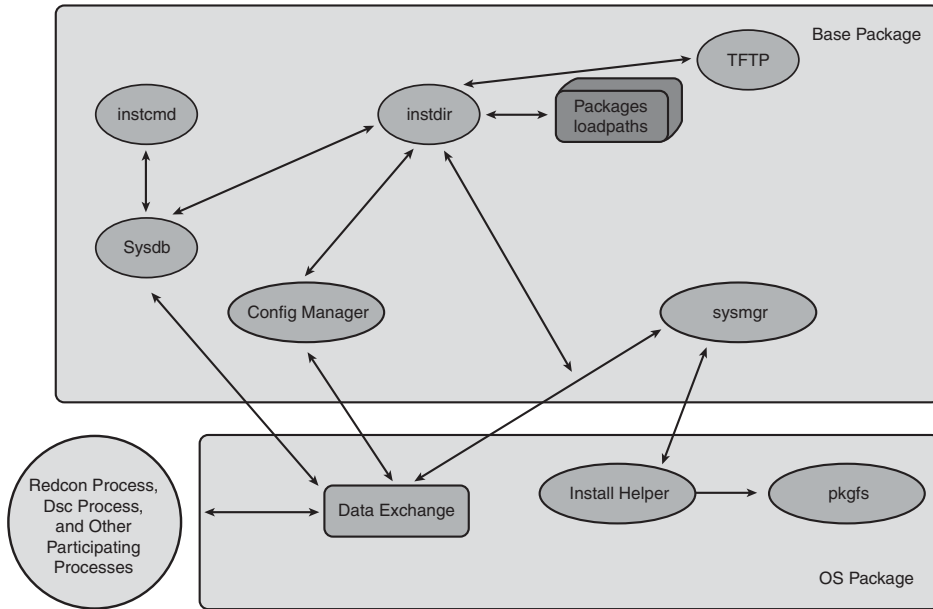 Base Package
TFTP
instcmd
instdir
Packages
loadpaths
Sysdb
Config Manager
sysmgr
Redcon Process,
Dsc Process,
and Other
Participating
Processes
Data Exchange
Install Helper
pkgfs
OS Package